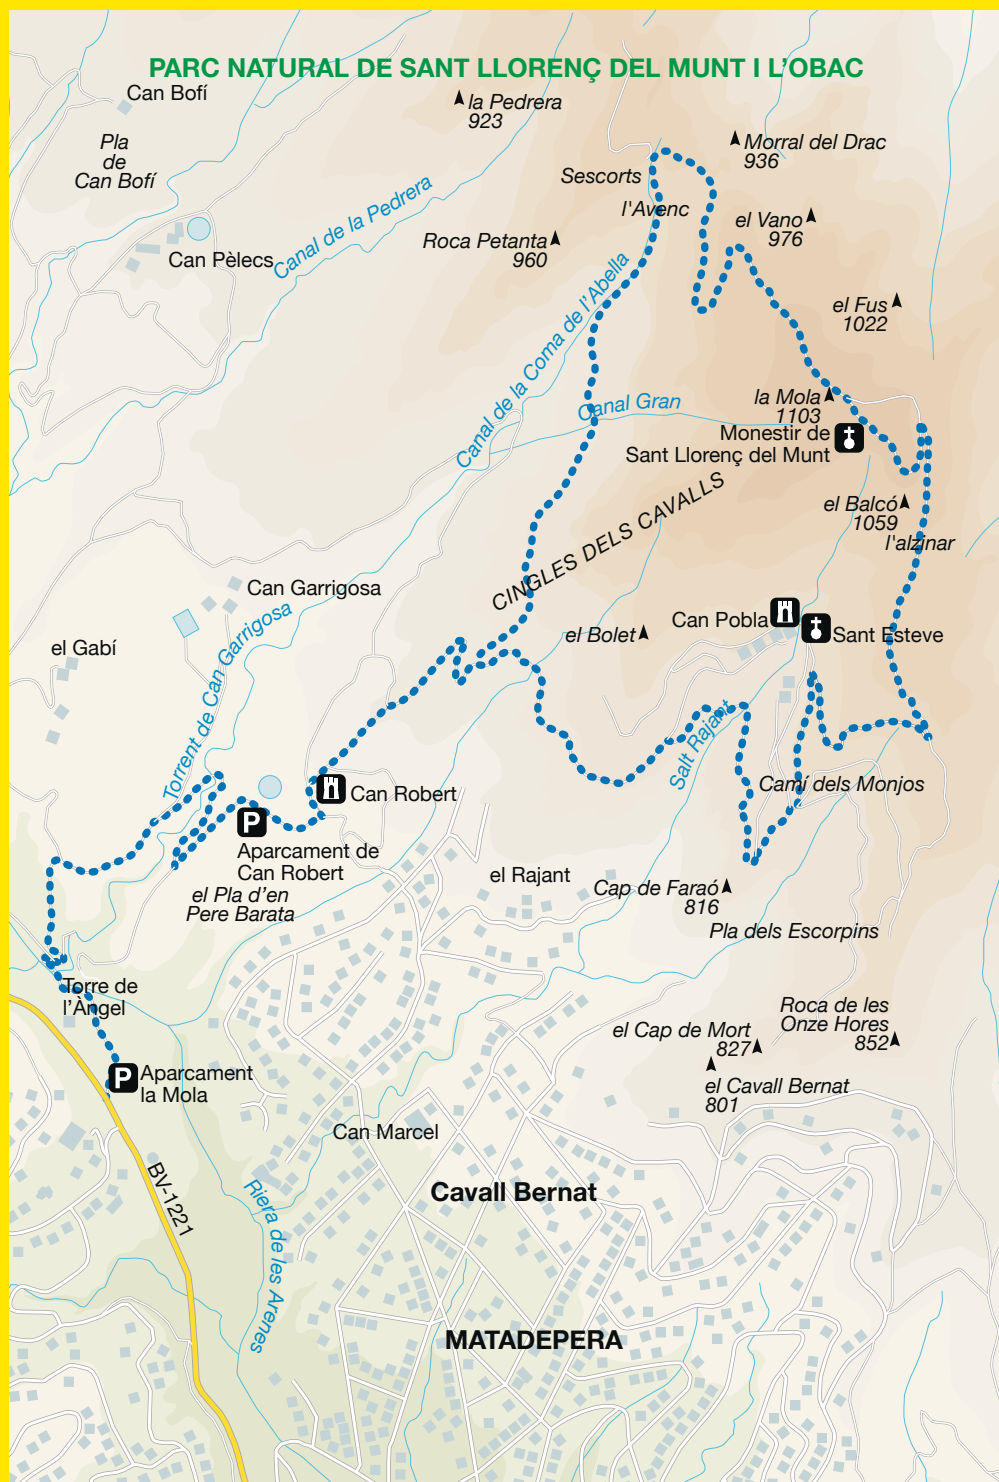 PARC NATURAL DE SANT LLORENÇ DEL MUNT I L'OBAC
Can Bofí
la Pedrera
923
Pla
de
Can Bofí
Morral del Drac
936
Sescorts
l'Avenc
Canal de la Pedrera
el Vano
976
Roca Petanta
960
Can Pèlecs
Canal de la Coma de l'Abella
el Fus
1022
la Mola
1103
Canal Gran
Monestir de
Sant Llorenç del Munt
CINGLES DELS CAVALLS
el Balcó
1059
l'alzinar
Can Garrigosa
Torrent de Can Garrigosa
el Gabí
el Bolet
Can Pobla
Sant Esteve
Salt Rajant
Camí dels Monjos
Can Robert
P
Aparcament de
Can Robert
el Pla d'en
Pere Barata
el Rajant
Cap de Faraó
816
Pla dels Escorpins
Torre de
l'Àngel
Roca de les
Onze Hores
852
el Cap de Mort
827
P
Aparcament
la Mola
el Cavall Bernat
801
Can Marcel
BV-1221
Riera de les Arenes
Cavall Bernat
MATADEPERA